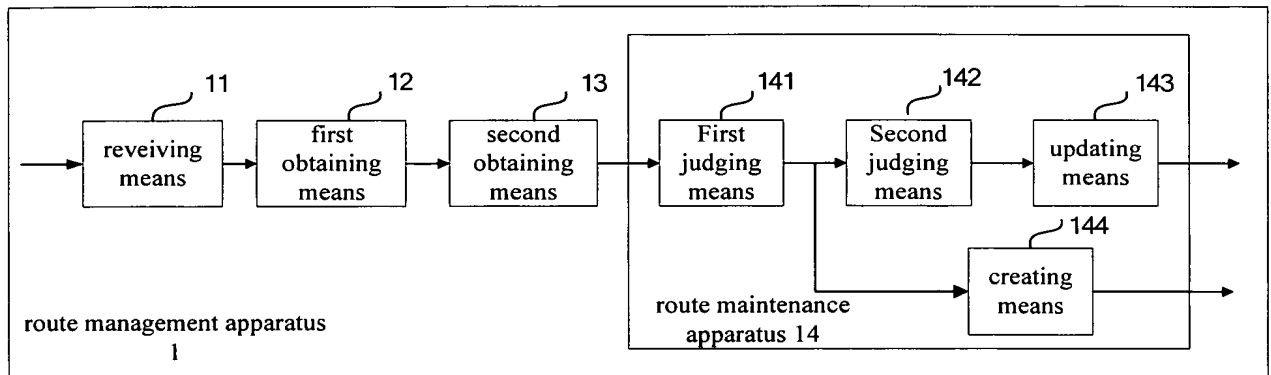 11
12
13
141
142
143
reveiving
means
first
obtaining
means
second
obtaining
means
First
judging
means
Second
judging
means
updating
means
144
creating
means
route management apparatus
1
route maintenance
apparatus 14